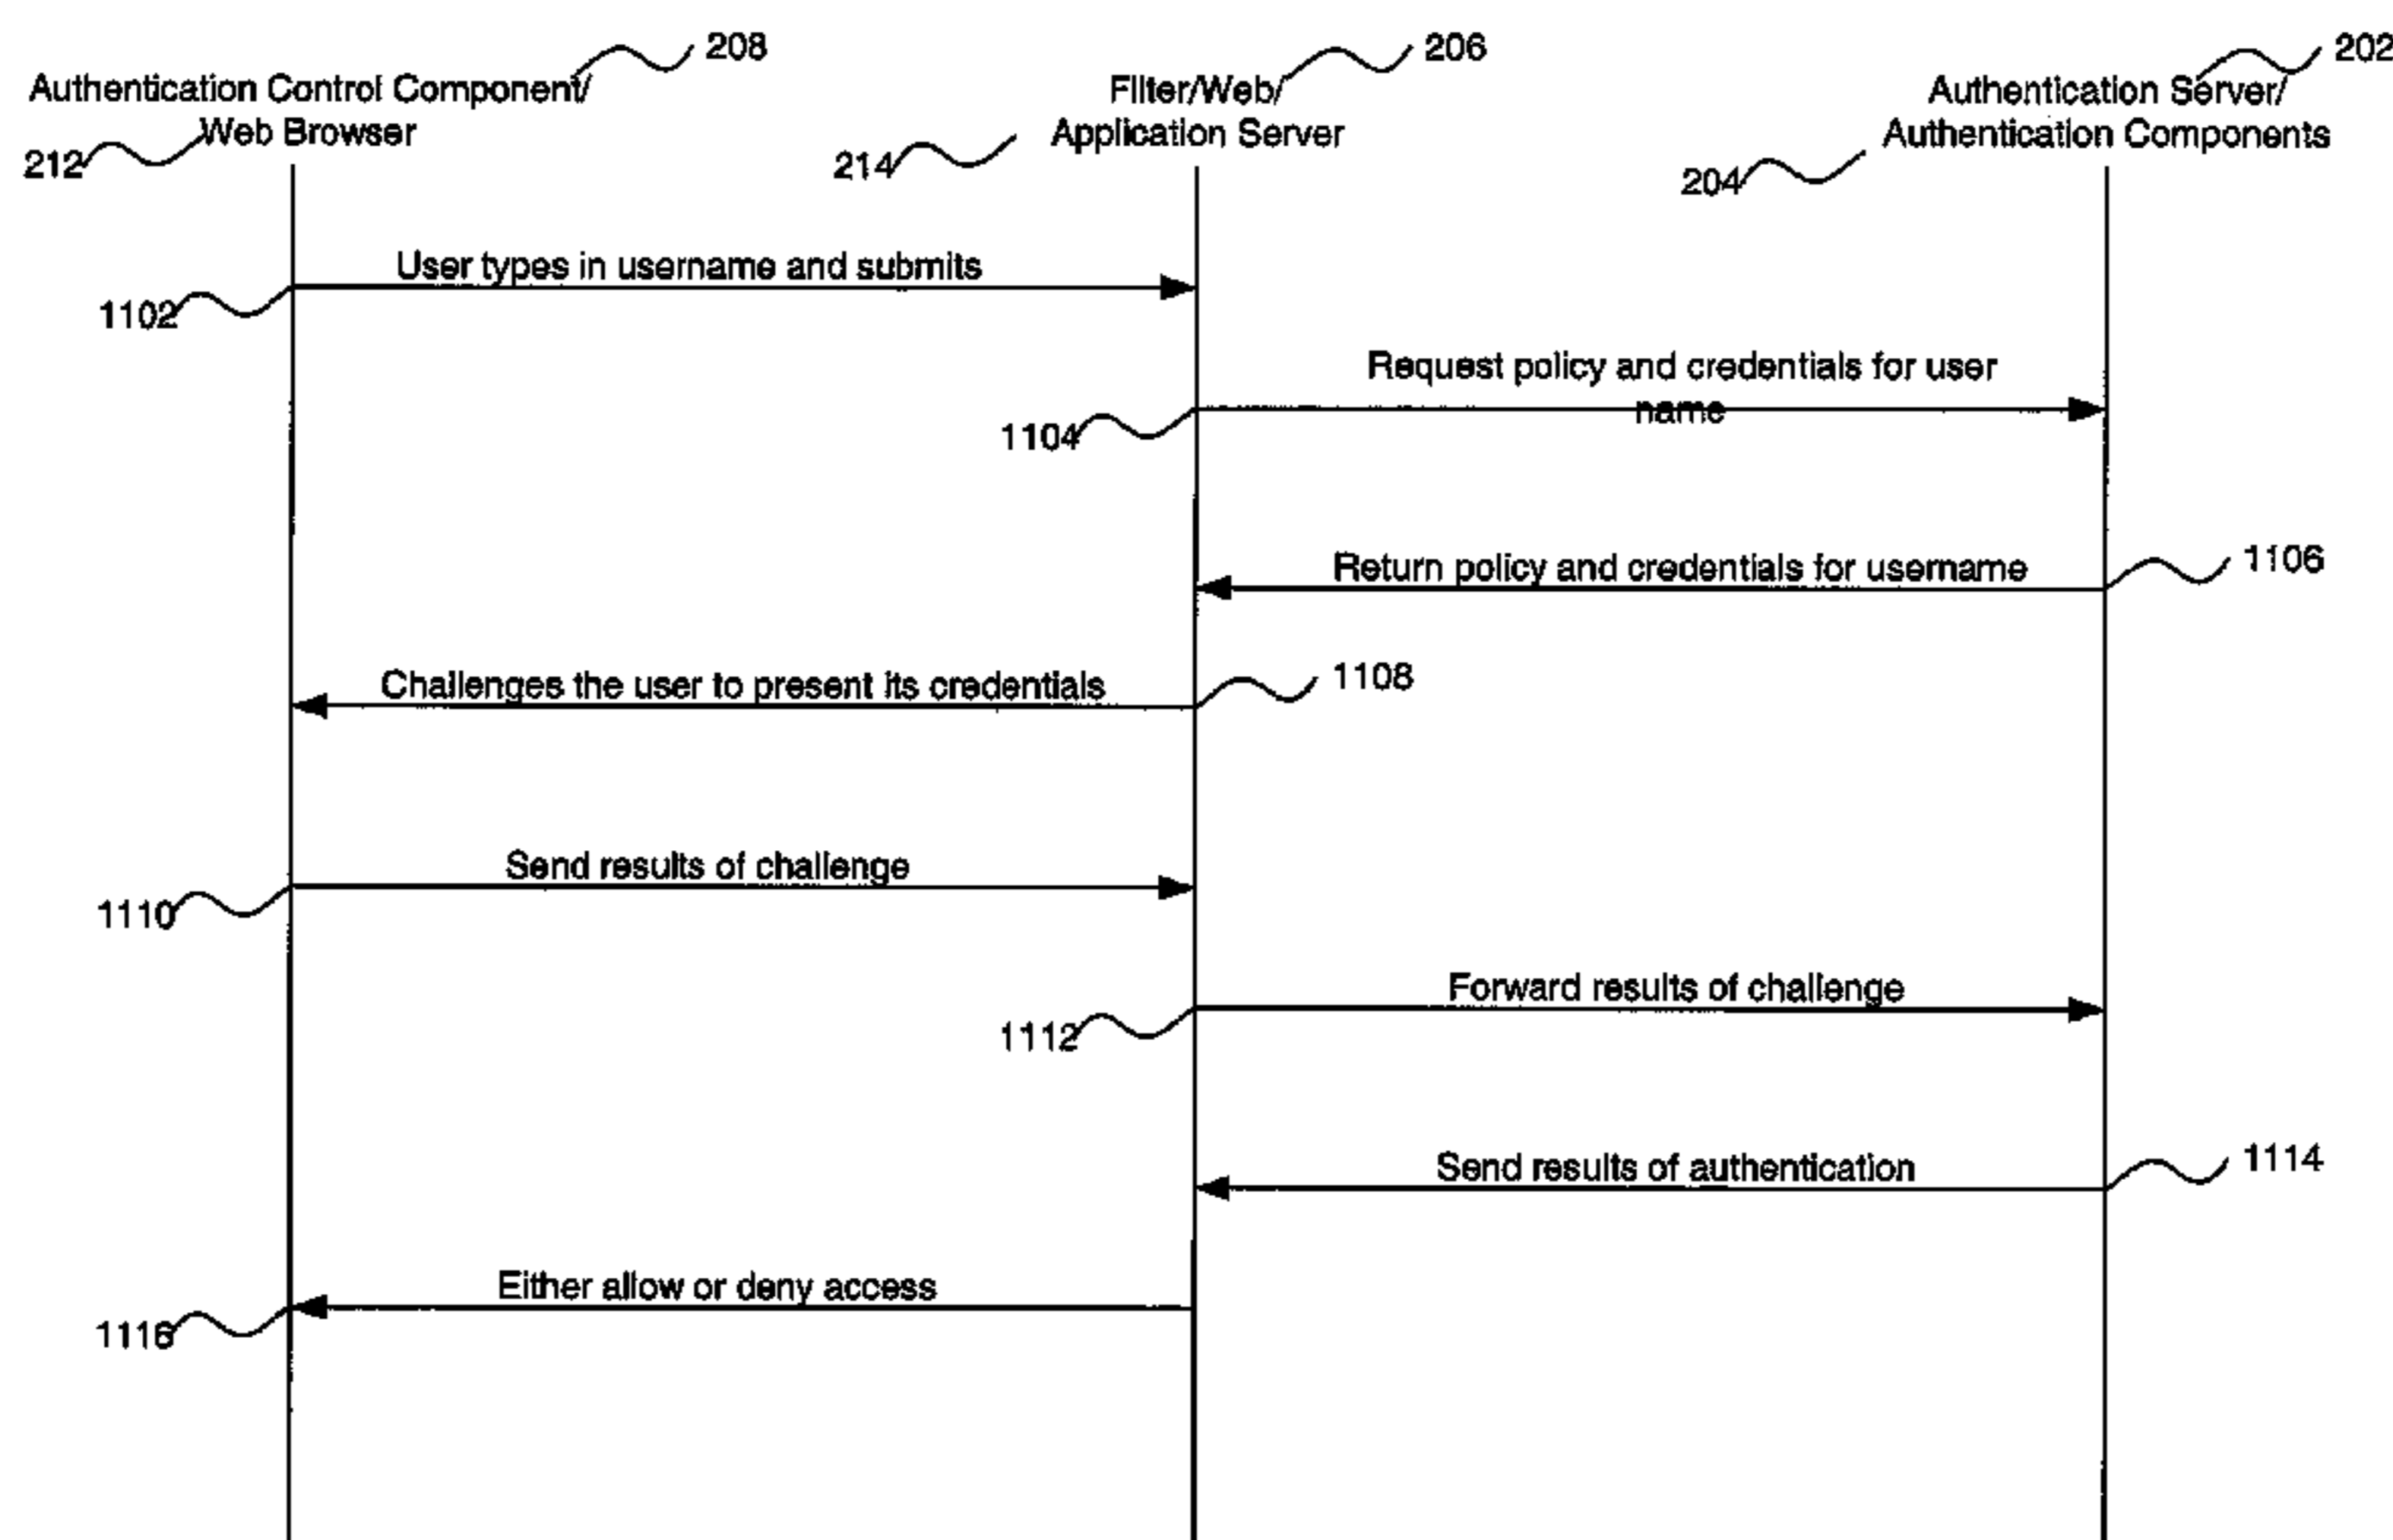 208
206
202
Authentication Control Component/
Web Browser
212
Filter/Web/
Application Server
214
Authentication Server/
Authentication Components
204
User types in username and submits
1102
Request policy and credentials for user
name
1104
Return policy and credentials for username
1106
Challenges the user to present its credentials
1108
Send results of challenge
1110
Forward results of challenge
1112
Send results of authentication
1114
Either allow or deny access
1116